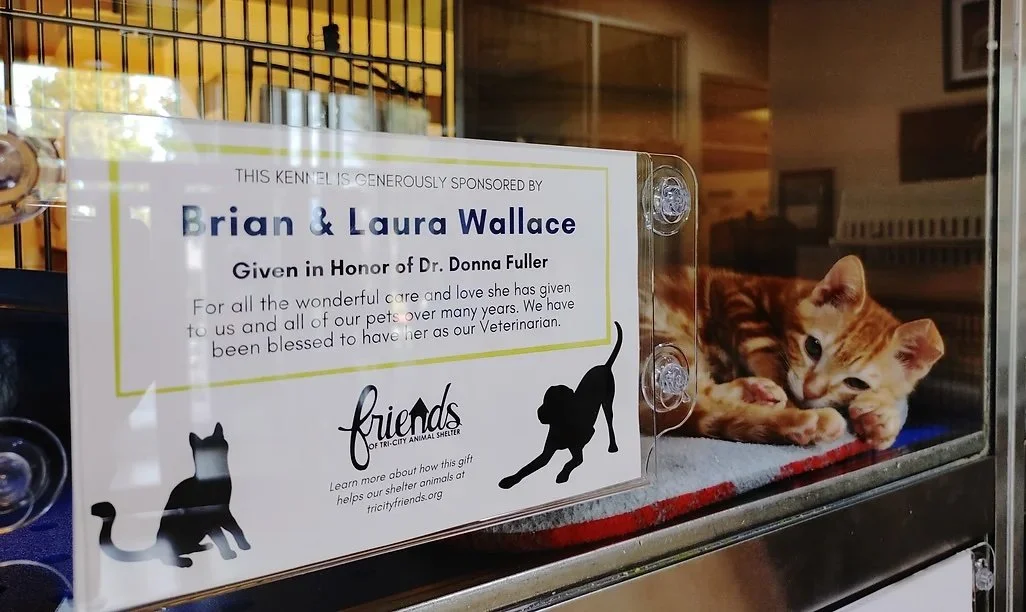 THIS KENNEL IS GENEROUSLY SPONSORED BY
Brian & Laura Wallace
Given in Honor of Dr. Donna Fuller
For all the wonderful care and love she has given
to us and all of our pets over many years. We have
been blessed to have her as our Veterinarian.
friends
OF TRI-CITY ANIMAL SHELTER
Learn more about how this gift
helps our shelter animals at
tricityfriends.org